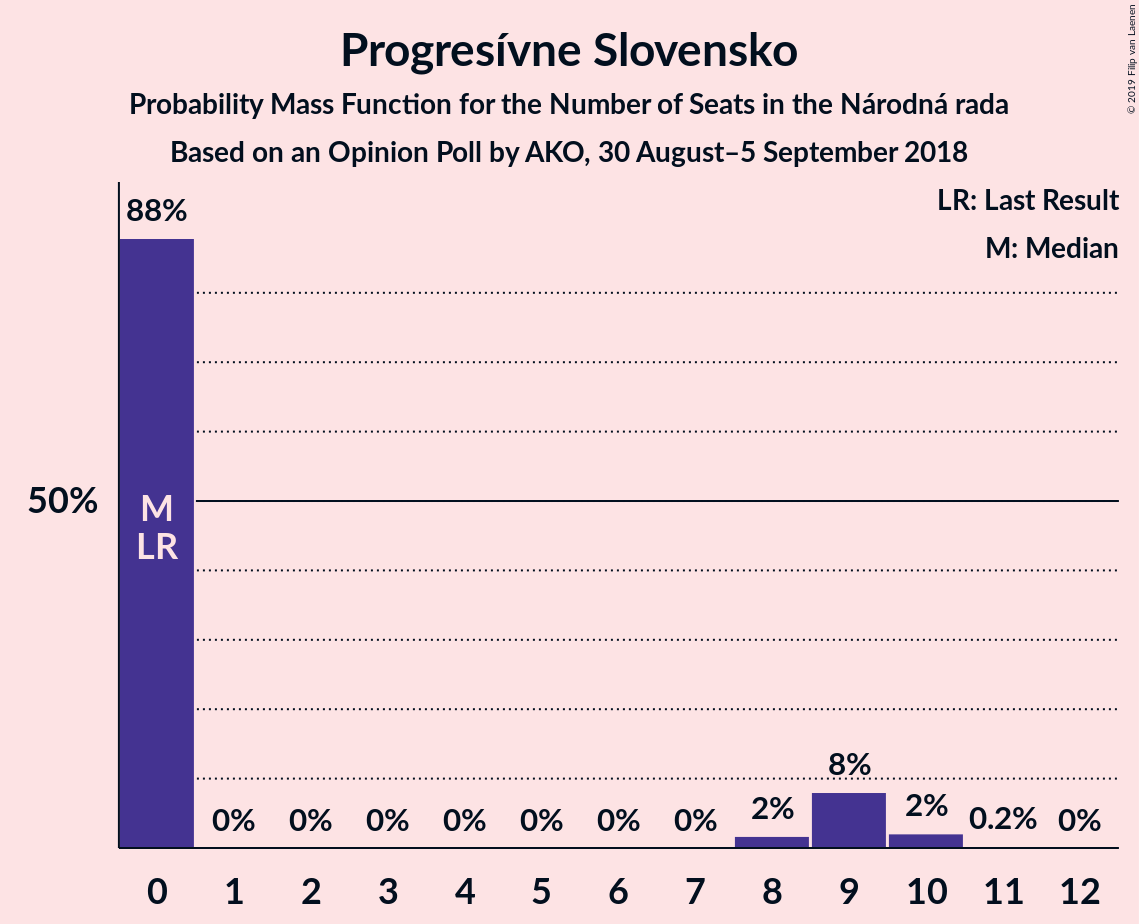 Progresívne Slovensko
Probability Mass Function for the Number of Seats in the Národná rada
Based on an Opinion Poll by AKO, 30 August–5 September 2018
© 2019 Filip van Laenen
LR: Last Result
M: Median
88%
50%
M
LR
0% 0% 0% 0% 0% 0% 0% 2% 8% 2% 0.2% 0%
0 1 2 3 4 5 6 7 8 9 10 11 12